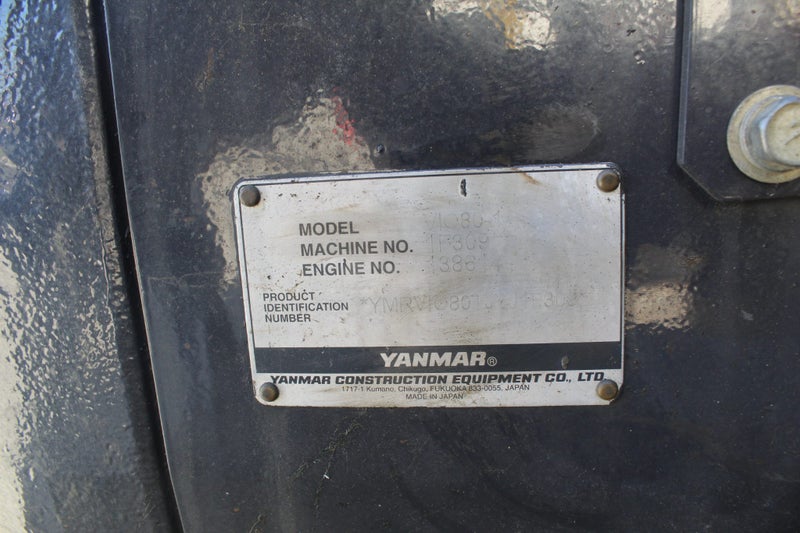 MODEL
MACHINE NO.
ENGINE NO.
PRODUCT
IDENTIFICATION
NUMBER
YANMAR®
YANMAR CONSTRUCTION EQUIPMENT CO., LTD.
1717-1 Kumano, Chikugo, FUKUOKA 833-0055. JAPAN
MADE IN JAPAN